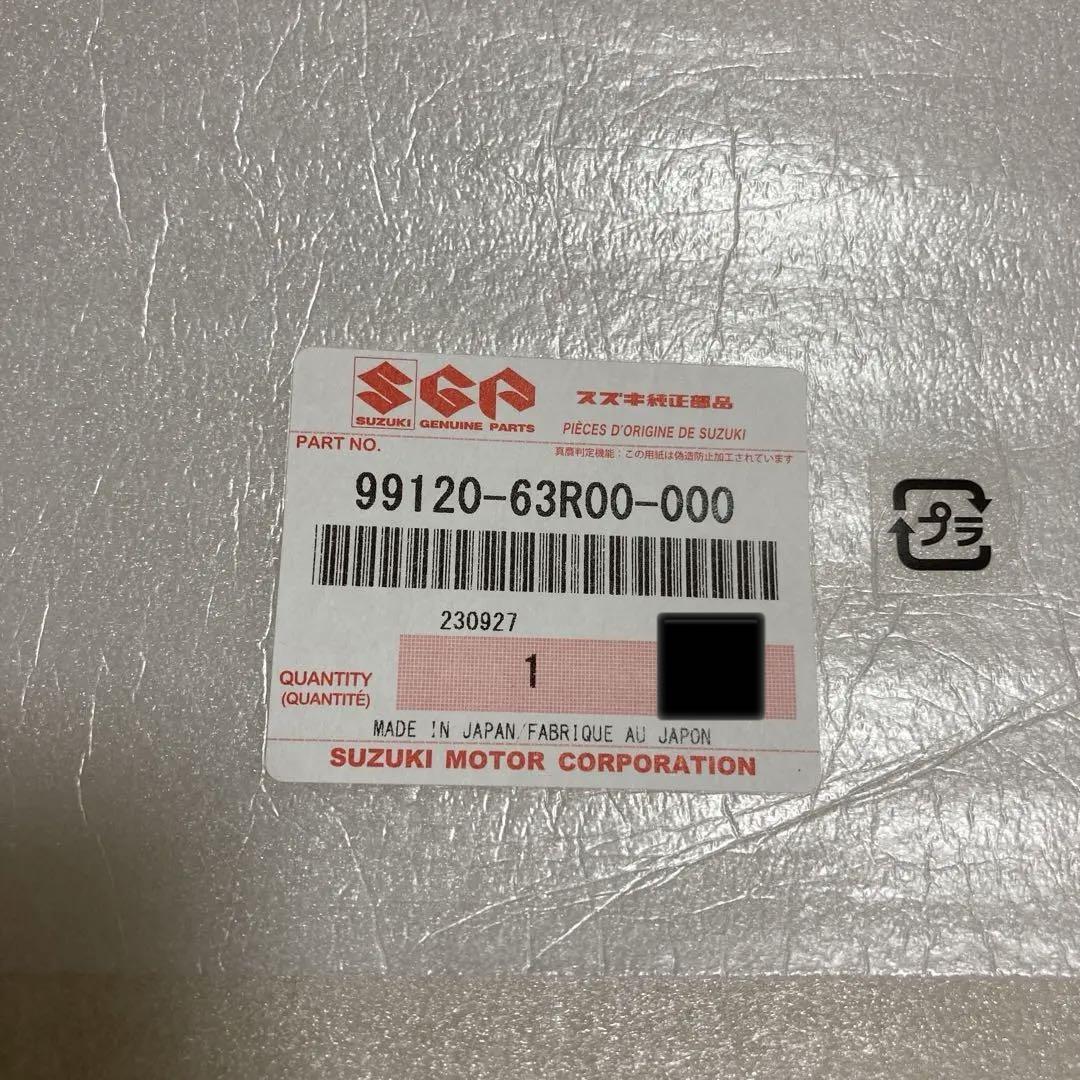 SGP スズキ純正部品
SUZUKI GENUINE PARTS
PIÈCES D'ORIGINE DE SUZUKI
PART NO.
真贋判定機能：この用紙は偽造防止加工されています
99120-63R00-000
プラ
230927
1
QUANTITY
(QUANTITÉ)
MADE IN JAPAN/FABRIQUE AU JAPON
SUZUKI MOTOR CORPORATION